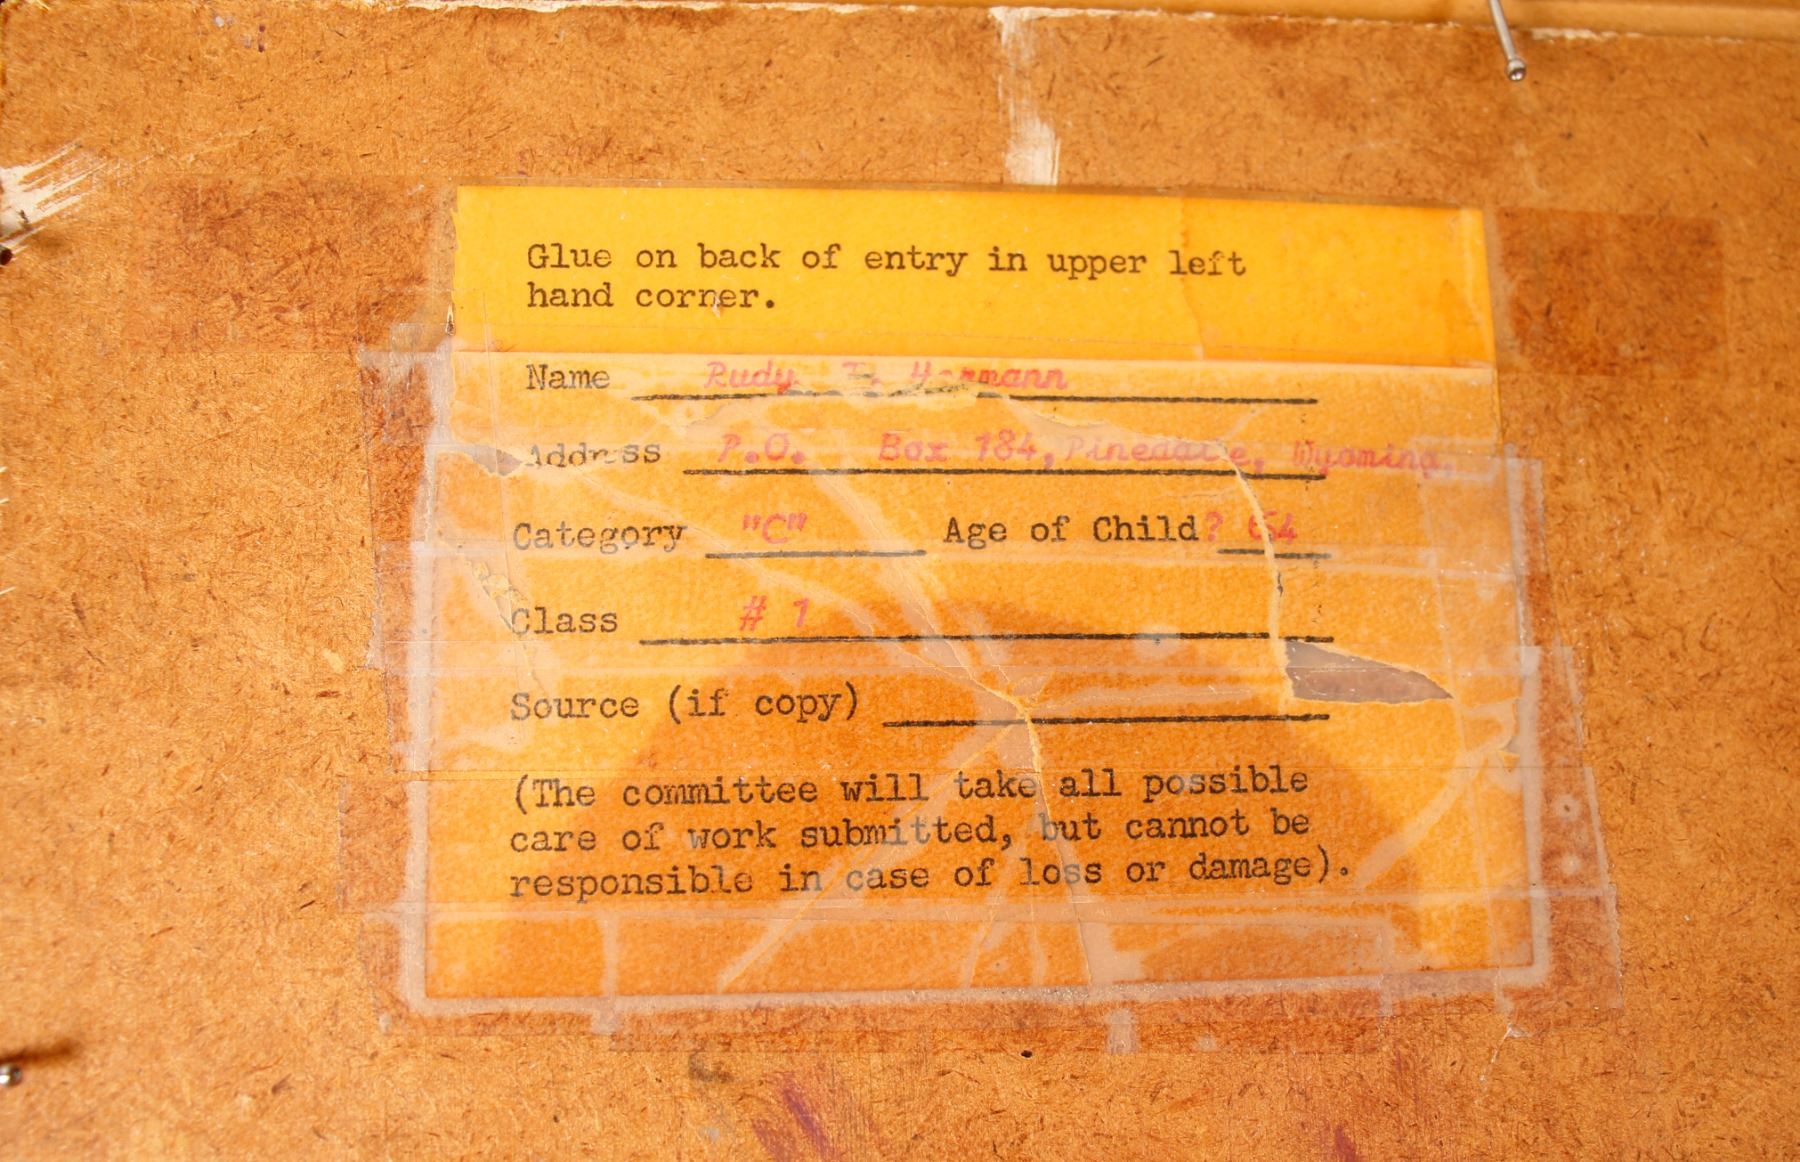 Glue on back of entry in upper left
hand corner.
Name Rudy
Address P.O. Box 184, Pinedale, Wyoming.
Category "C" Age of Child? 64
Class # 1
Source (if copy)
(The committee will take all possible
care of work submitted, but cannot be
responsible in case of loss or damage).